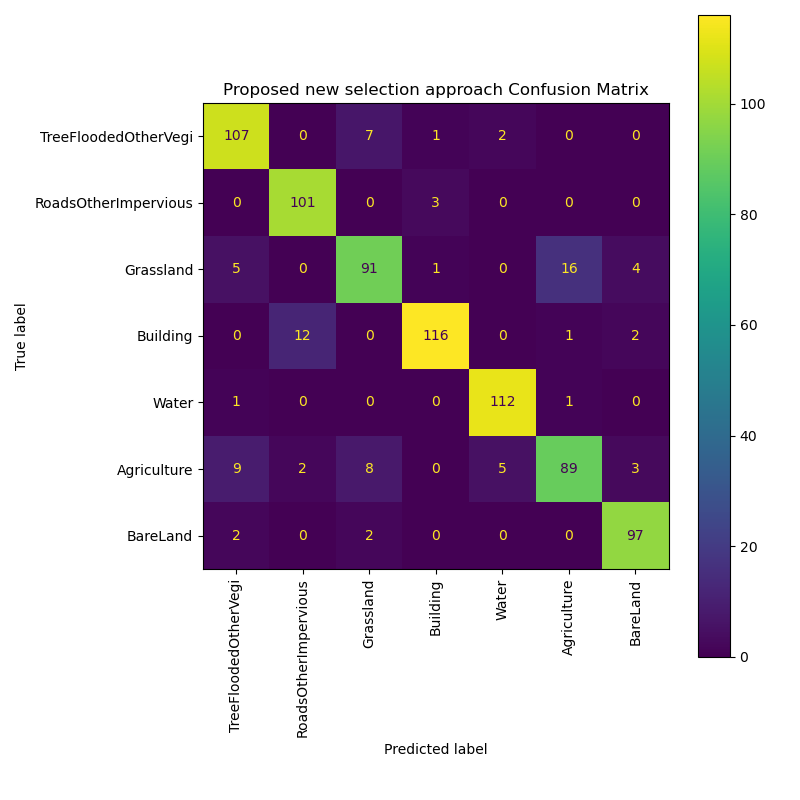 Proposed new selection approach Confusion Matrix
TreeFloodedOtherVegi 107 0 7 1 2 0 0
RoadsOtherImpervious 0 101 0 3 0 0 0
Grassland 5 0 91 1 0 16 4
Building 0 12 0 116 0 1 2
Water 1 0 0 0 112 1 0
Agriculture 9 2 8 0 5 89 3
BareLand 2 0 2 0 0 0 97
True label
TreeFloodedOtherVegi
RoadsOtherImpervious
Grassland
Building
Water
Agriculture
BareLand
Predicted label
100
80
60
40
20
0